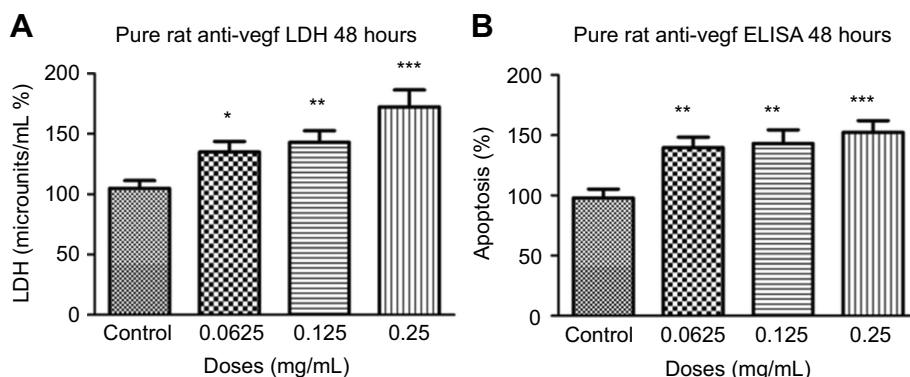 A
Pure rat anti-vegf LDH 48 hours
LDH (microunits/mL %)
200
150
100
50
0
*
**
***
Control 0.0625 0.125 0.25
Doses (mg/mL)
B
Pure rat anti-vegf ELISA 48 hours
Apoptosis (%)
200
150
100
50
0
**
**
***
Control 0.0625 0.125 0.25
Doses (mg/mL)